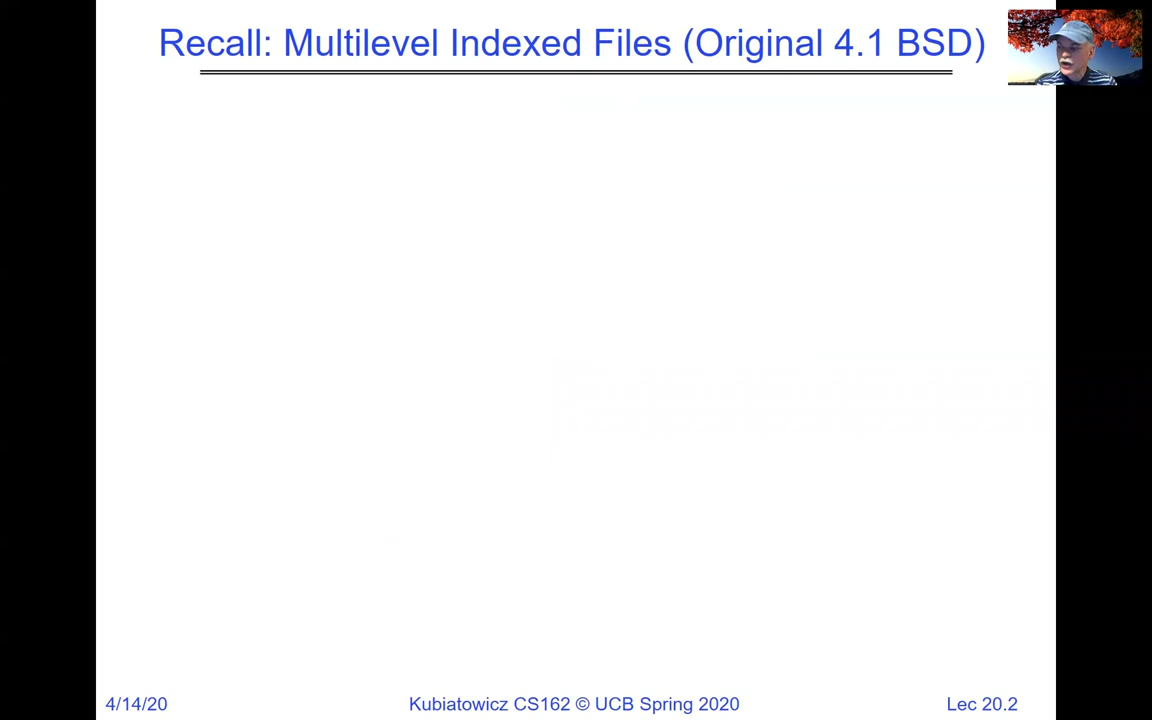 Recall: Multilevel Indexed Files (Original 4.1 BSD)
4/14/20
Kubiatowicz CS162 © UCB Spring 2020
Lec 20.2